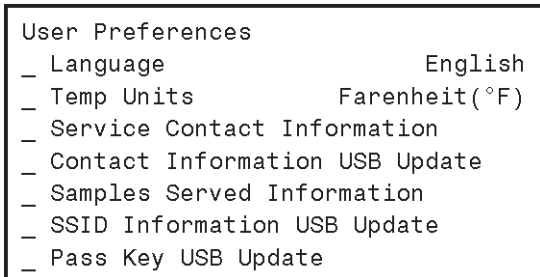 User Preferences
_ Language English
_ Temp Units Farenheit(°F)
_ Service Contact Information
_ Contact Information USB Update
_ Samples Served Information
_ SSID Information USB Update
_ Pass Key USB Update